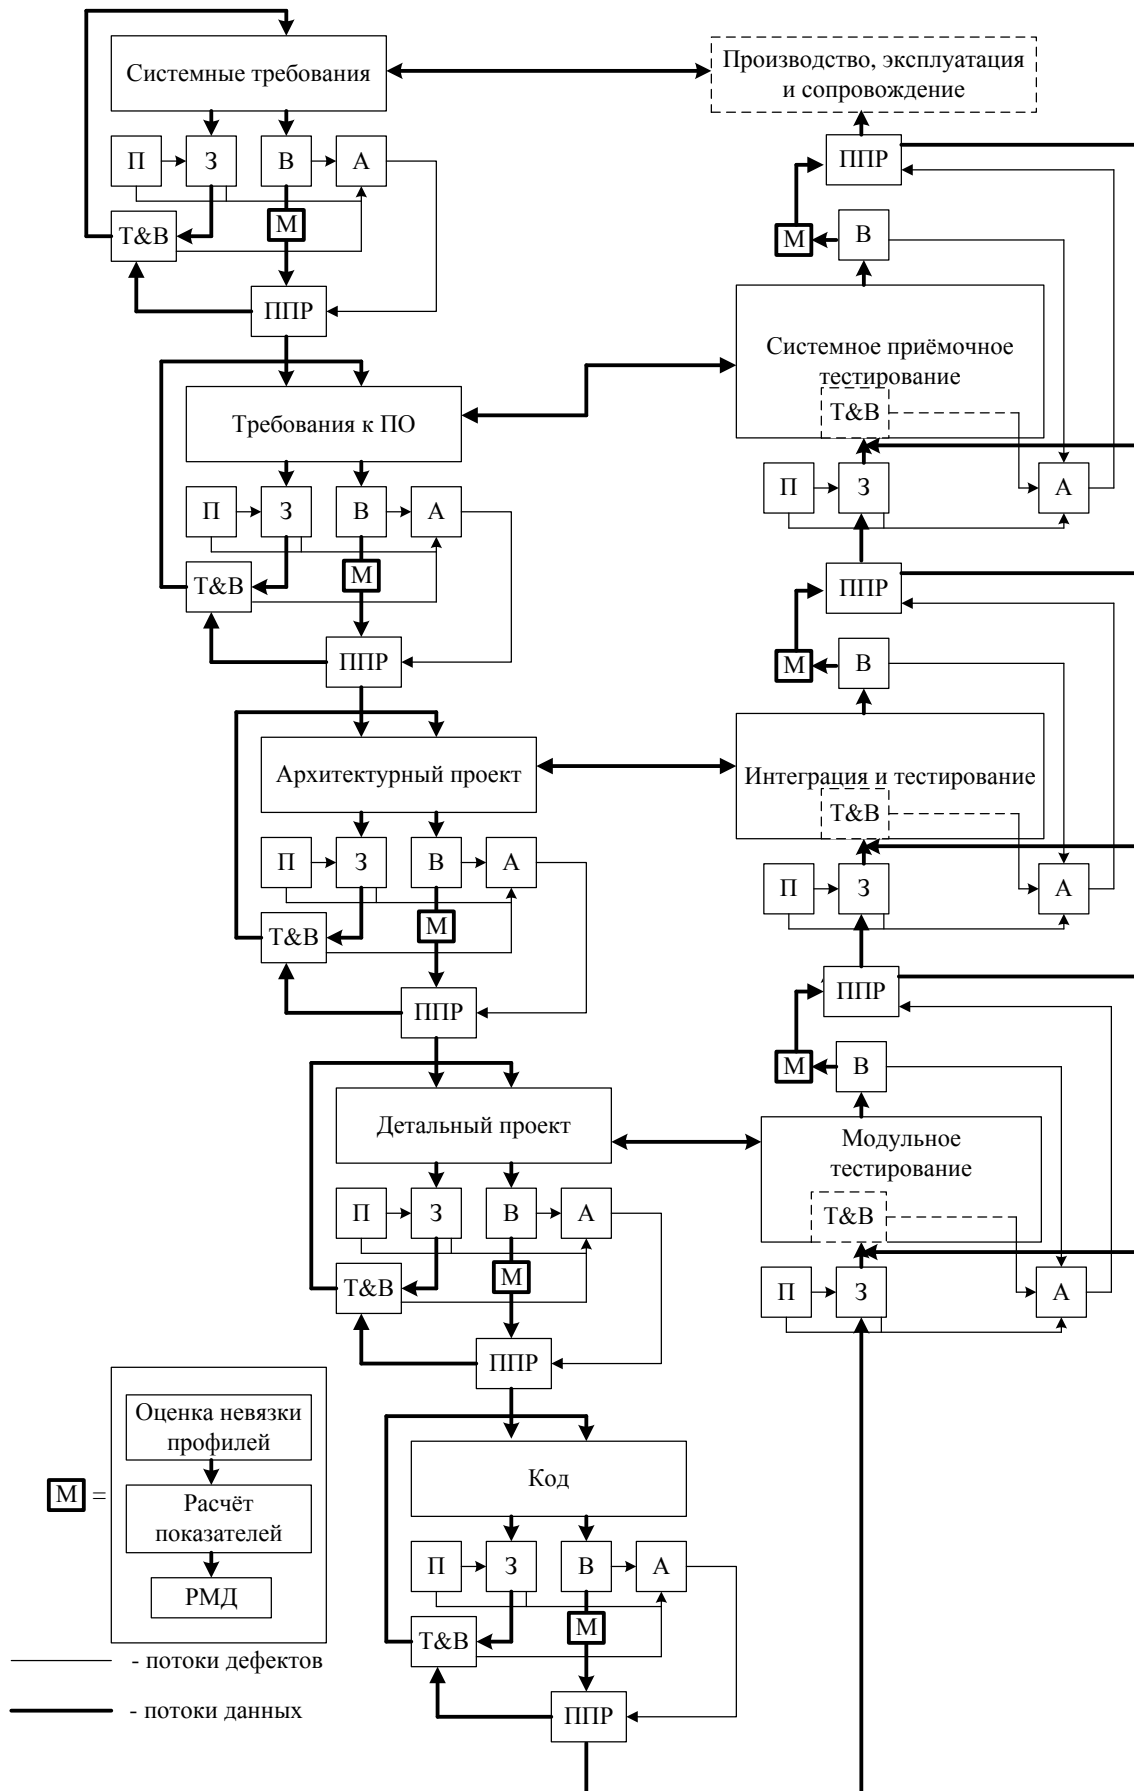 Системные требования
Производство, эксплуатация
и сопровождение
П
З
В
А
Т&В
М
ППР
ППР
М
В
Системное приёмочное
тестирование
Т&В
П
З
А
Требования к ПО
П
З
В
А
Т&В
М
ППР
ППР
М
В
Интеграция и тестирование
Т&В
П
З
А
Архитектурный проект
П
З
В
А
Т&В
М
ППР
ППР
М
В
Модульное
тестирование
Т&В
П
З
А
Детальный проект
П
З
В
А
Т&В
М
ППР
Код
П
З
В
А
Т&В
М
ППР
М =
Оценка невязки
профилей
Расчёт
показателей
РМД
- потоки дефектов
- потоки данных